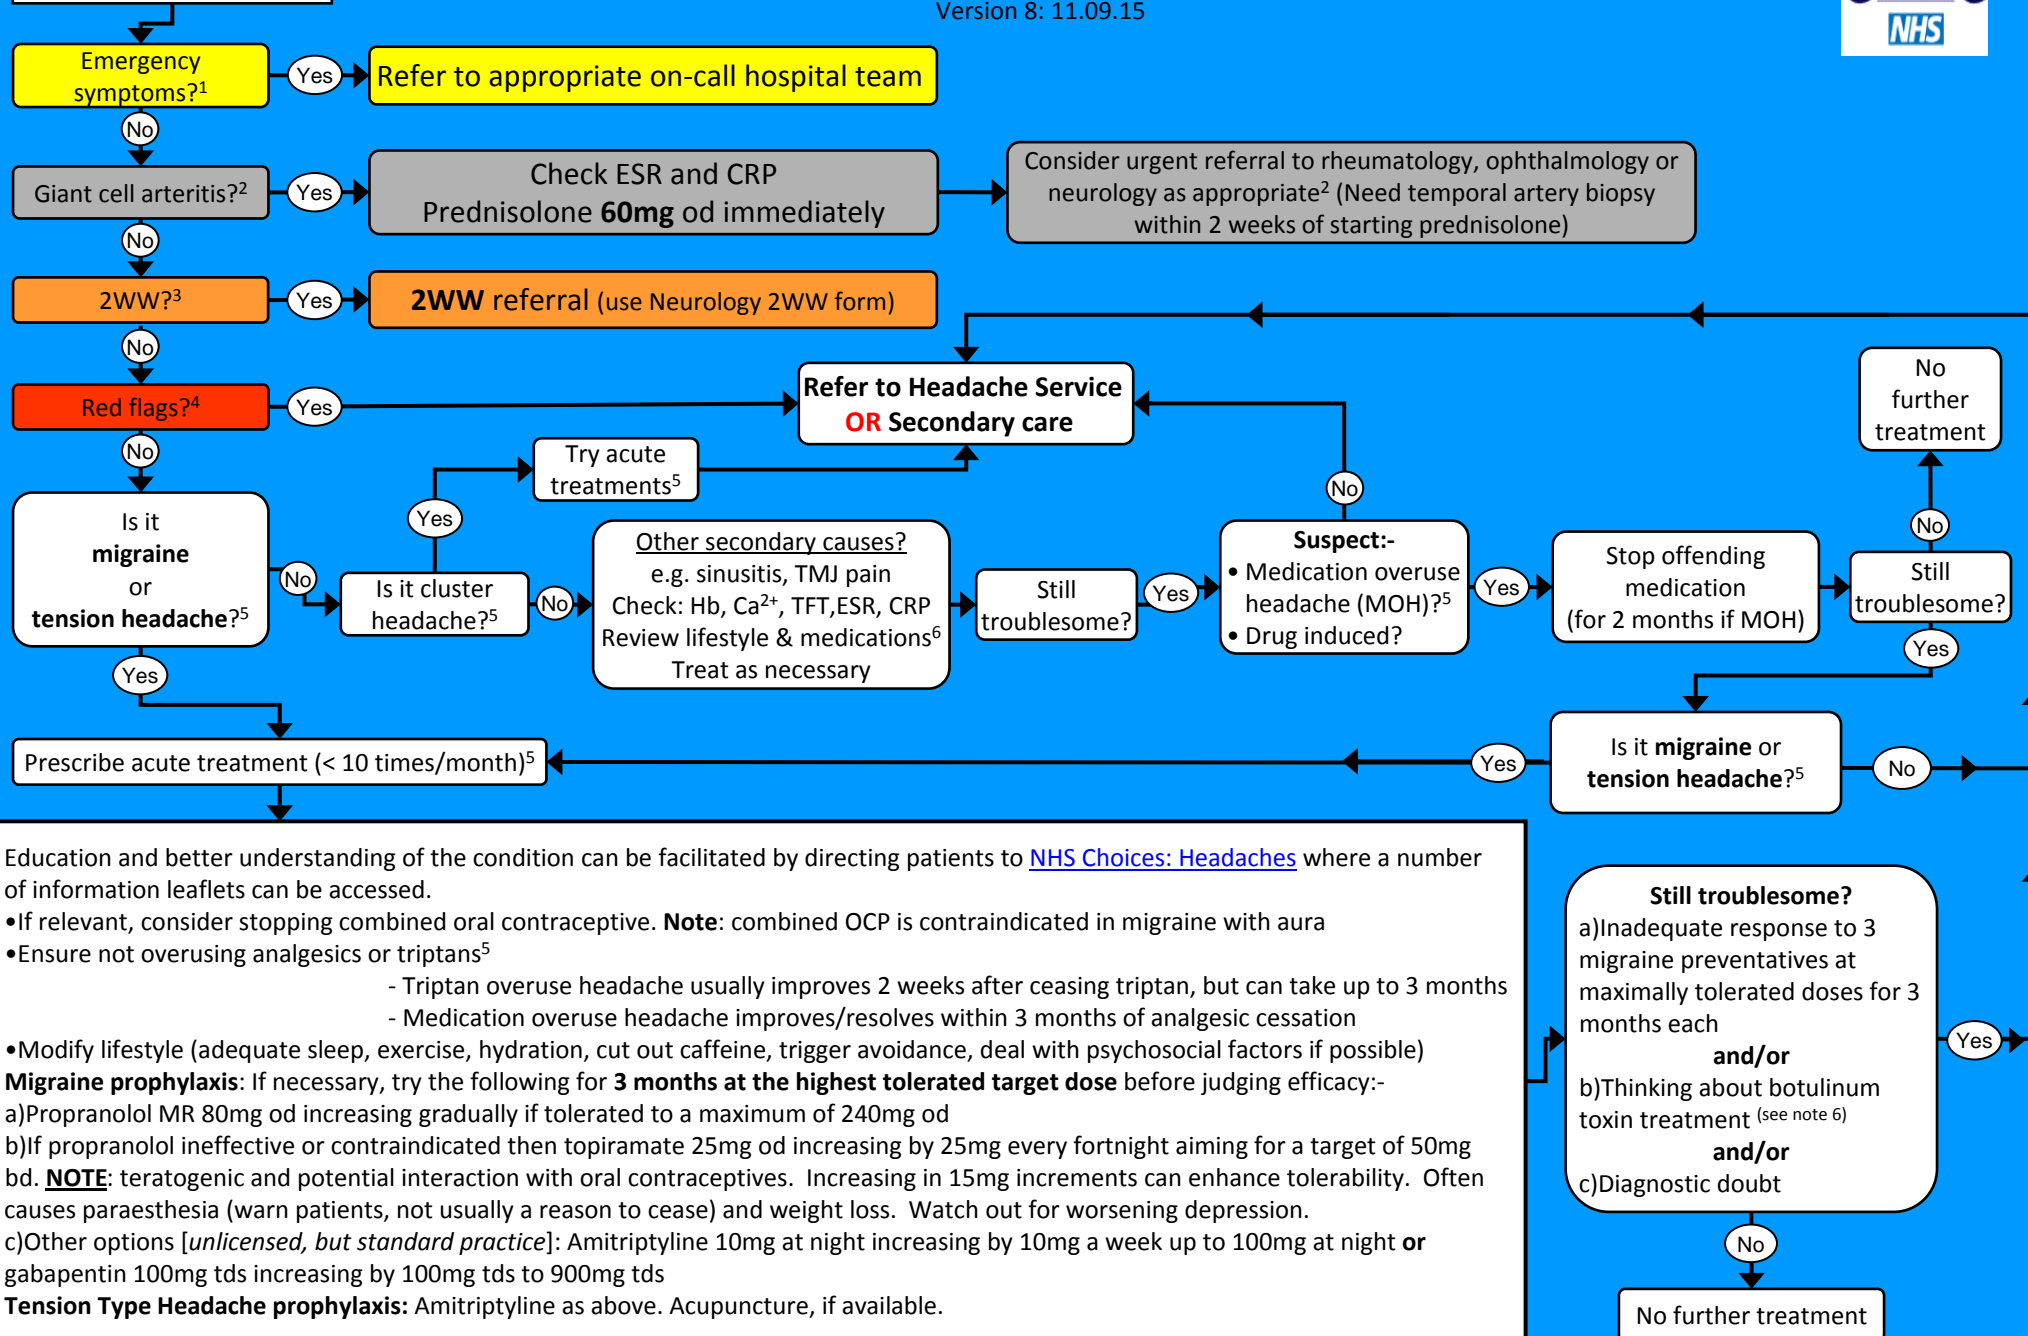 Version 8: 11.09.15
NHS
Emergency
symptoms?¹
Yes
Refer to appropriate on-call hospital team
No
Giant cell arteritis?²
Yes
Check ESR and CRP
Prednisolone 60mg od immediately
Consider urgent referral to rheumatology, ophthalmology or
neurology as appropriate² (Need temporal artery biopsy
within 2 weeks of starting prednisolone)
No
2WW?³
Yes
2WW referral (use Neurology 2WW form)
No
Red flags?⁴
Yes
Refer to Headache Service
OR Secondary care
No
further
treatment
No
Try acute
treatments⁵
Yes
No
No
Is it
migraine
or
tension headache?⁵
No
Is it cluster
headache?⁵
No
Other secondary causes?
e.g. sinusitis, TMJ pain
Check: Hb, Ca²⁺, TFT,ESR, CRP
Review lifestyle & medications⁶
Treat as necessary
Still
troublesome?
Yes
Suspect:-
• Medication overuse
headache (MOH)?⁵
• Drug induced?
Yes
Stop offending
medication
(for 2 months if MOH)
Still
troublesome?
Yes
Yes
Prescribe acute treatment (< 10 times/month)⁵
Yes
Is it migraine or
tension headache?⁵
No
Education and better understanding of the condition can be facilitated by directing patients to NHS Choices: Headaches where a number
of information leaflets can be accessed.
•If relevant, consider stopping combined oral contraceptive. Note: combined OCP is contraindicated in migraine with aura
•Ensure not overusing analgesics or triptans⁵
- Triptan overuse headache usually improves 2 weeks after ceasing triptan, but can take up to 3 months
- Medication overuse headache improves/resolves within 3 months of analgesic cessation
•Modify lifestyle (adequate sleep, exercise, hydration, cut out caffeine, trigger avoidance, deal with psychosocial factors if possible)
Migraine prophylaxis: If necessary, try the following for 3 months at the highest tolerated target dose before judging efficacy:-
a)Propranolol MR 80mg od increasing gradually if tolerated to a maximum of 240mg od
b)If propranolol ineffective or contraindicated then topiramate 25mg od increasing by 25mg every fortnight aiming for a target of 50mg
bd. NOTE: teratogenic and potential interaction with oral contraceptives. Increasing in 15mg increments can enhance tolerability. Often
causes paraesthesia (warn patients, not usually a reason to cease) and weight loss. Watch out for worsening depression.
c)Other options [unlicensed, but standard practice]: Amitriptyline 10mg at night increasing by 10mg a week up to 100mg at night or
gabapentin 100mg tds increasing by 100mg tds to 900mg tds
Tension Type Headache prophylaxis: Amitriptyline as above. Acupuncture, if available.
Still troublesome?
a)Inadequate response to 3
migraine preventatives at
maximally tolerated doses for 3
months each
and/or
b)Thinking about botulinum
toxin treatment (see note 6)
and/or
c)Diagnostic doubt
Yes
No
No further treatment